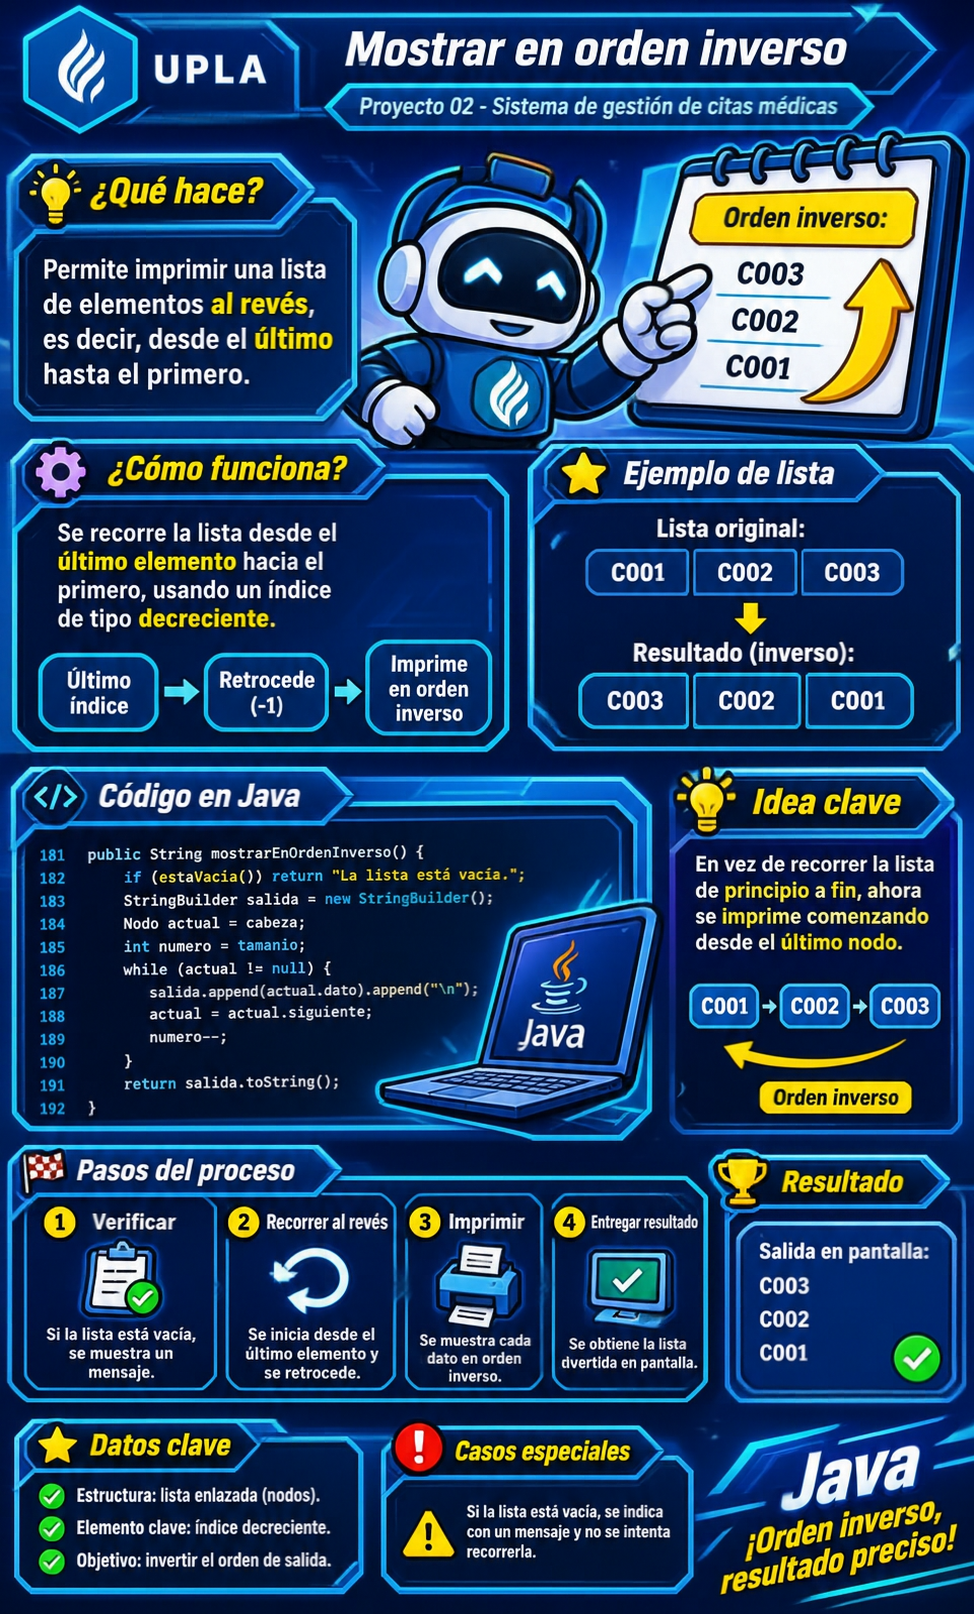 UPLA
Mostrar en orden inverso
Proyecto 02 - Sistema de gestión de citas médicas
¿Qué hace?
Permite imprimir una lista
de elementos al revés,
es decir, desde el último
hasta el primero.
Orden inverso:
C003
C002
C001
¿Cómo funciona?
Se recorre la lista desde el
último elemento hacia el
primero, usando un índice
de tipo decreciente.
Último
índice
Retrocede
(-1)
Imprime
en orden
inverso
Ejemplo de lista
Lista original:
C001 C002 C003
Resultado (inverso):
C003 C002 C001
</> Código en Java
181 public String mostrarEnOrdenInverso() {
182 if (estaVacia()) return "La lista está vacía.";
183 StringBuilder salida = new StringBuilder();
184 Nodo actual = cabeza;
185 int numero = tamanio;
186 while (actual != null) {
187 salida.append(actual.dato).append("\n");
188 actual = actual.siguiente;
189 numero--;
190 }
191 return salida.toString();
192 }
Java
Idea clave
En vez de recorrer la lista
de principio a fin, ahora
se imprime comenzando
desde el último nodo.
C001 C002 C003
Orden inverso
Pasos del proceso
1 Verificar
Si la lista está vacía,
se muestra un
mensaje.
2 Recorrer al revés
Se inicia desde el
último elemento y
se retrocede.
3 Imprimir
Se muestra cada
dato en orden
inverso.
4 Entregar resultado
Se obtiene la lista
dvertida en pantalla.
Resultado
Salida en pantalla:
C003
C002
C001
Datos clave
Estructura: lista enlazada (nodos).
Elemento clave: índice decreciente.
Objetivo: invertir el orden de salida.
Casos especiales
Si la lista está vacía, se indica
con un mensaje y no se intenta
recorrerla.
Java
¡Orden inverso,
resultado preciso!